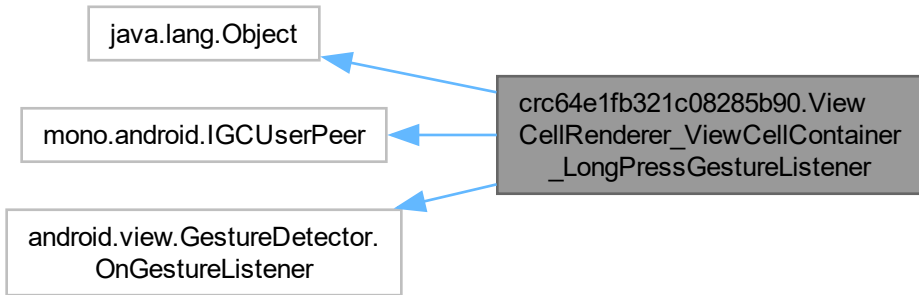 java.lang.Object
mono.android.IGCUserPeer
android.view.GestureDetector.
OnGestureListener
crc64e1fb321c08285b90.View
CellRenderer_ViewCellContainer
_LongPressGestureListener